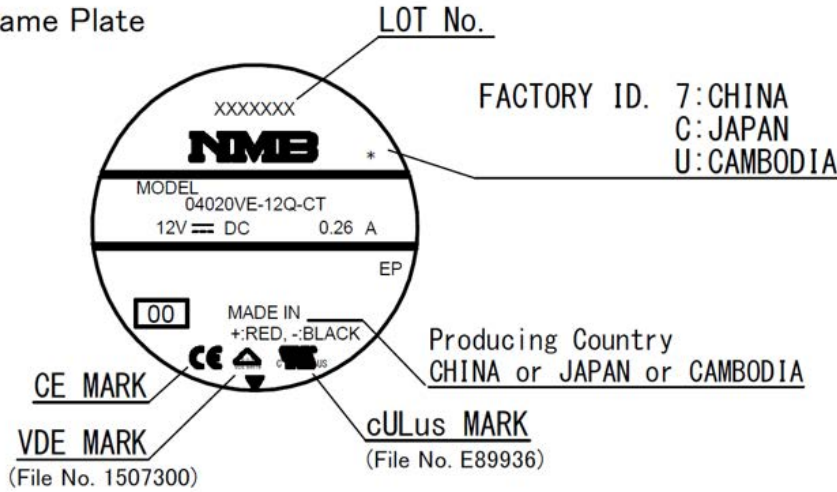 ame Plate
LOT No.
XXXXXXX
NMB
*
FACTORY ID. 7:CHINA
C:JAPAN
U:CAMBODIA
MODEL
04020VE-12Q-CT
12V DC 0.26 A
EP
00
MADE IN
+:RED, -:BLACK
CE
C US
Producing Country
CHINA or JAPAN or CAMBODIA
CE MARK
VDE MARK
(File No. 1507300)
cULus MARK
(File No. E89936)